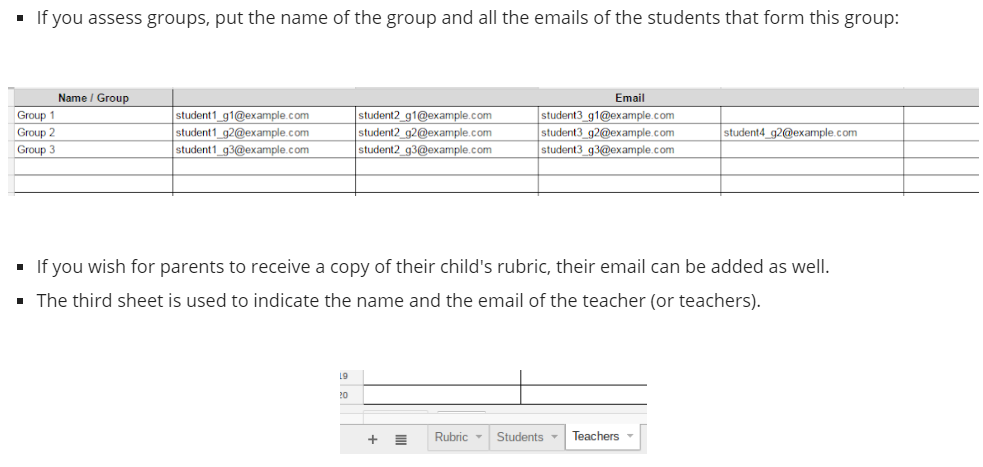 If you assess groups, put the name of the group and all the emails of the students that form this group:
Name / Group Email
Group 1 student1_g1@example.com student2_g1@example.com student3_g1@example.com
Group 2 student1_g2@example.com student2_g2@example.com student3_g2@example.com student4_g2@example.com
Group 3 student1_g3@example.com student2_g3@example.com student3_g3@example.com
If you wish for parents to receive a copy of their child's rubric, their email can be added as well.
The third sheet is used to indicate the name and the email of the teacher (or teachers).
19
20
+ Rubric Students Teachers